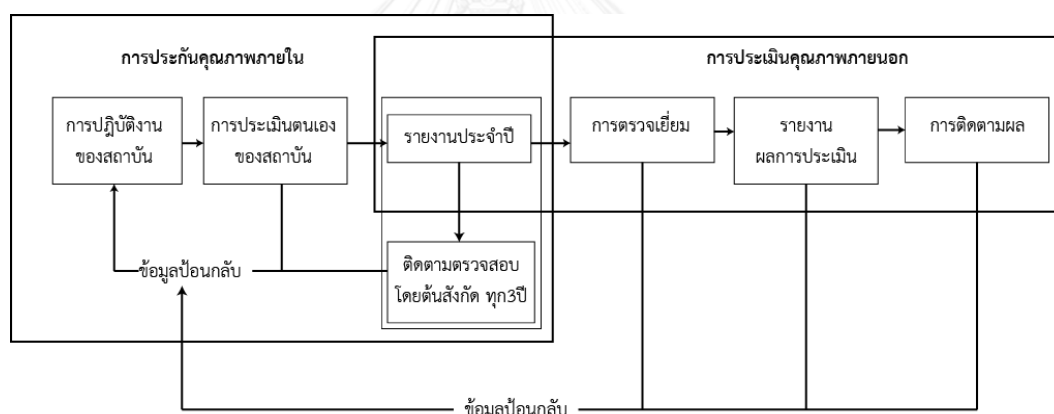 การประกันคุณภาพภายใน
การประเมินคุณภาพภายนอก
การปฏิบัติงาน
ของสถาบัน
การประเมินตนเอง
ของสถาบัน
รายงานประจำปี
การตรวจเยี่ยม
รายงาน
ผลการประเมิน
การติดตามผล
ข้อมูลป้อนกลับ
ติดตามตรวจสอบ
โดยต้นสังกัด ทุก3ปี
ข้อมูลป้อนกลับ